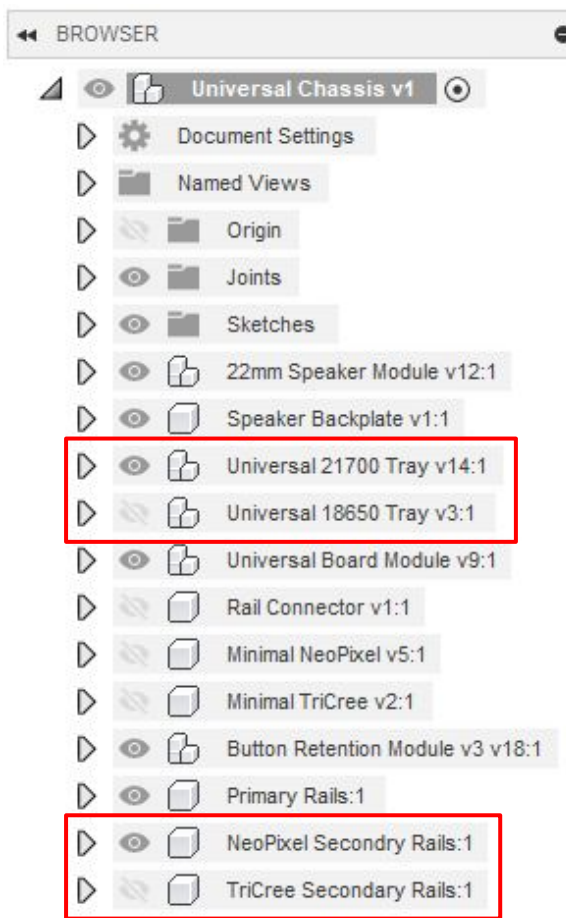 BROWSER
Universal Chassis v1
Document Settings
Named Views
Origin
Joints
Sketches
22mm Speaker Module v12:1
Speaker Backplate v1:1
Universal 21700 Tray v14:1
Universal 18650 Tray v3:1
Universal Board Module v9:1
Rail Connector v1:1
Minimal NeoPixel v5:1
Minimal TriCree v2:1
Button Retention Module v3 v18:1
Primary Rails:1
NeoPixel Secondry Rails:1
TriCree Secondary Rails:1